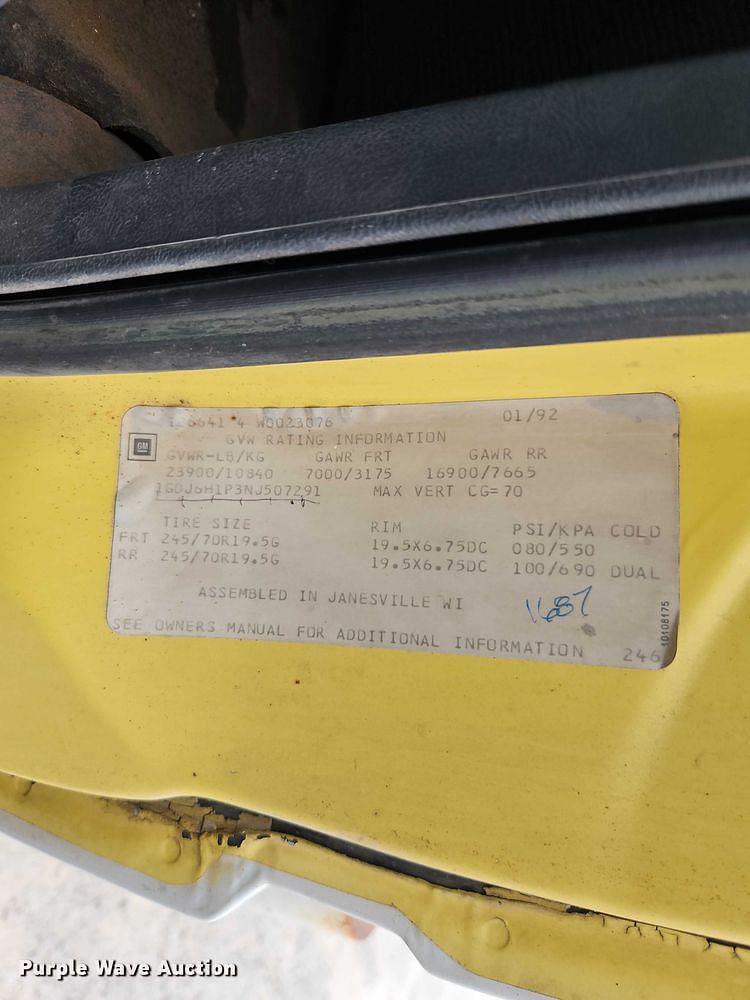 4 W0023076 01/92
GVW RATING INFORMATION
GM
GVWR-LB/KG GAWR FRT GAWR RR
23900/10840 7000/3175 16900/7665
1GDJ6H1P3NJ507291 MAX VERT CG=70
TIRE SIZE RIM PSI/KPA COLD
FRT 245/70R19.5G 19.5X6.75DC 080/550
RR 245/70R19.5G 19.5X6.75DC 100/690 DUAL
ASSEMBLED IN JANESVILLE WI
1687
SEE OWNERS MANUAL FOR ADDITIONAL INFORMATION 246
10108175
Purple Wave Auction